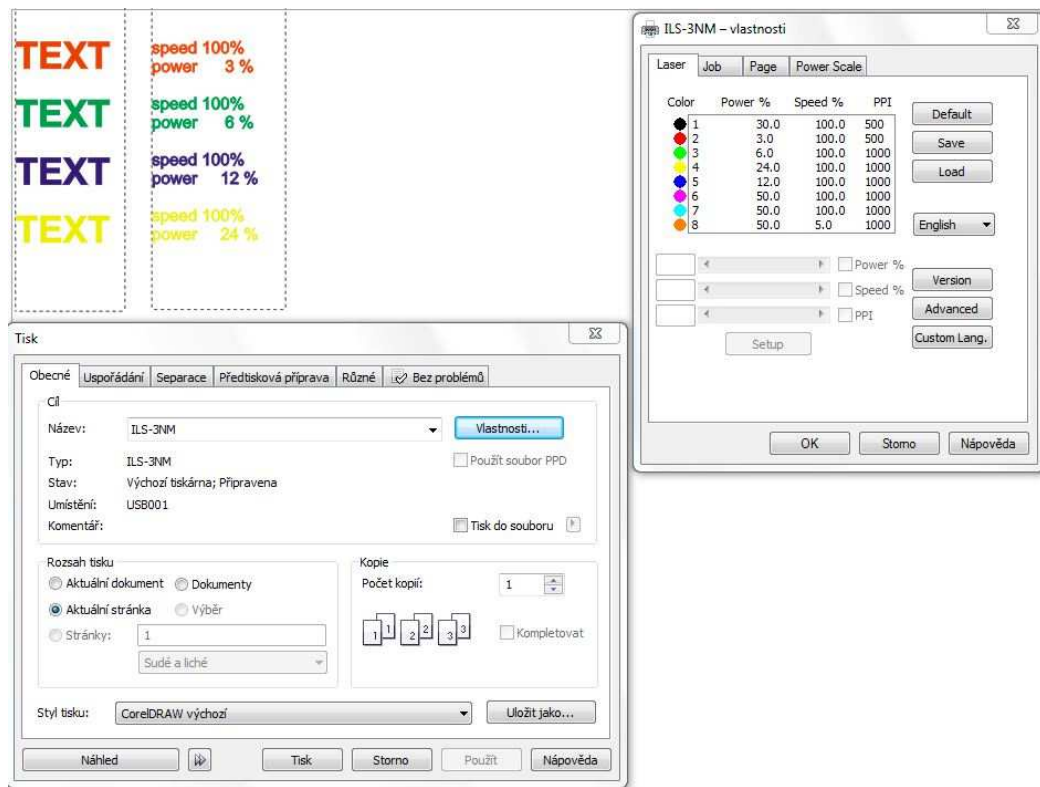 TEXT speed 100%
power 3 %
TEXT speed 100%
power 6 %
TEXT speed 100%
power 12 %
TEXT speed 100%
power 24 %
ILS-3NM – vlastnosti
Laser Job Page Power Scale
Color Power % Speed % PPI
1 30.0 100.0 500
2 3.0 100.0 500
3 6.0 100.0 1000
4 24.0 100.0 1000
5 12.0 100.0 1000
6 50.0 100.0 1000
7 50.0 100.0 1000
8 50.0 5.0 1000
Default
Save
Load
English
Power %
Speed %
PPI
Version
Advanced
Custom Lang.
Setup
OK Storno Nápověda
Tisk
Obecné Uspořádání Separace Předtisková příprava Různé Bez problémů
Cíl
Název: ILS-3NM Vlastnosti...
Typ: ILS-3NM Použít soubor PPD
Stav: Výchozí tiskárna; Připravena
Umístění: USB001
Komentář: Tisk do souboru
Rozsah tisku
Aktuální dokument Dokumenty
Aktuální stránka Výběr
Stránky: 1
Sudé a liché
Kopie
Počet kopií: 1
1 1 2 2 3 3 Kompletovat
Styl tisku: CorelDRAW výchozí Uložit jako...
Náhled Tisk Storno Použít Nápověda